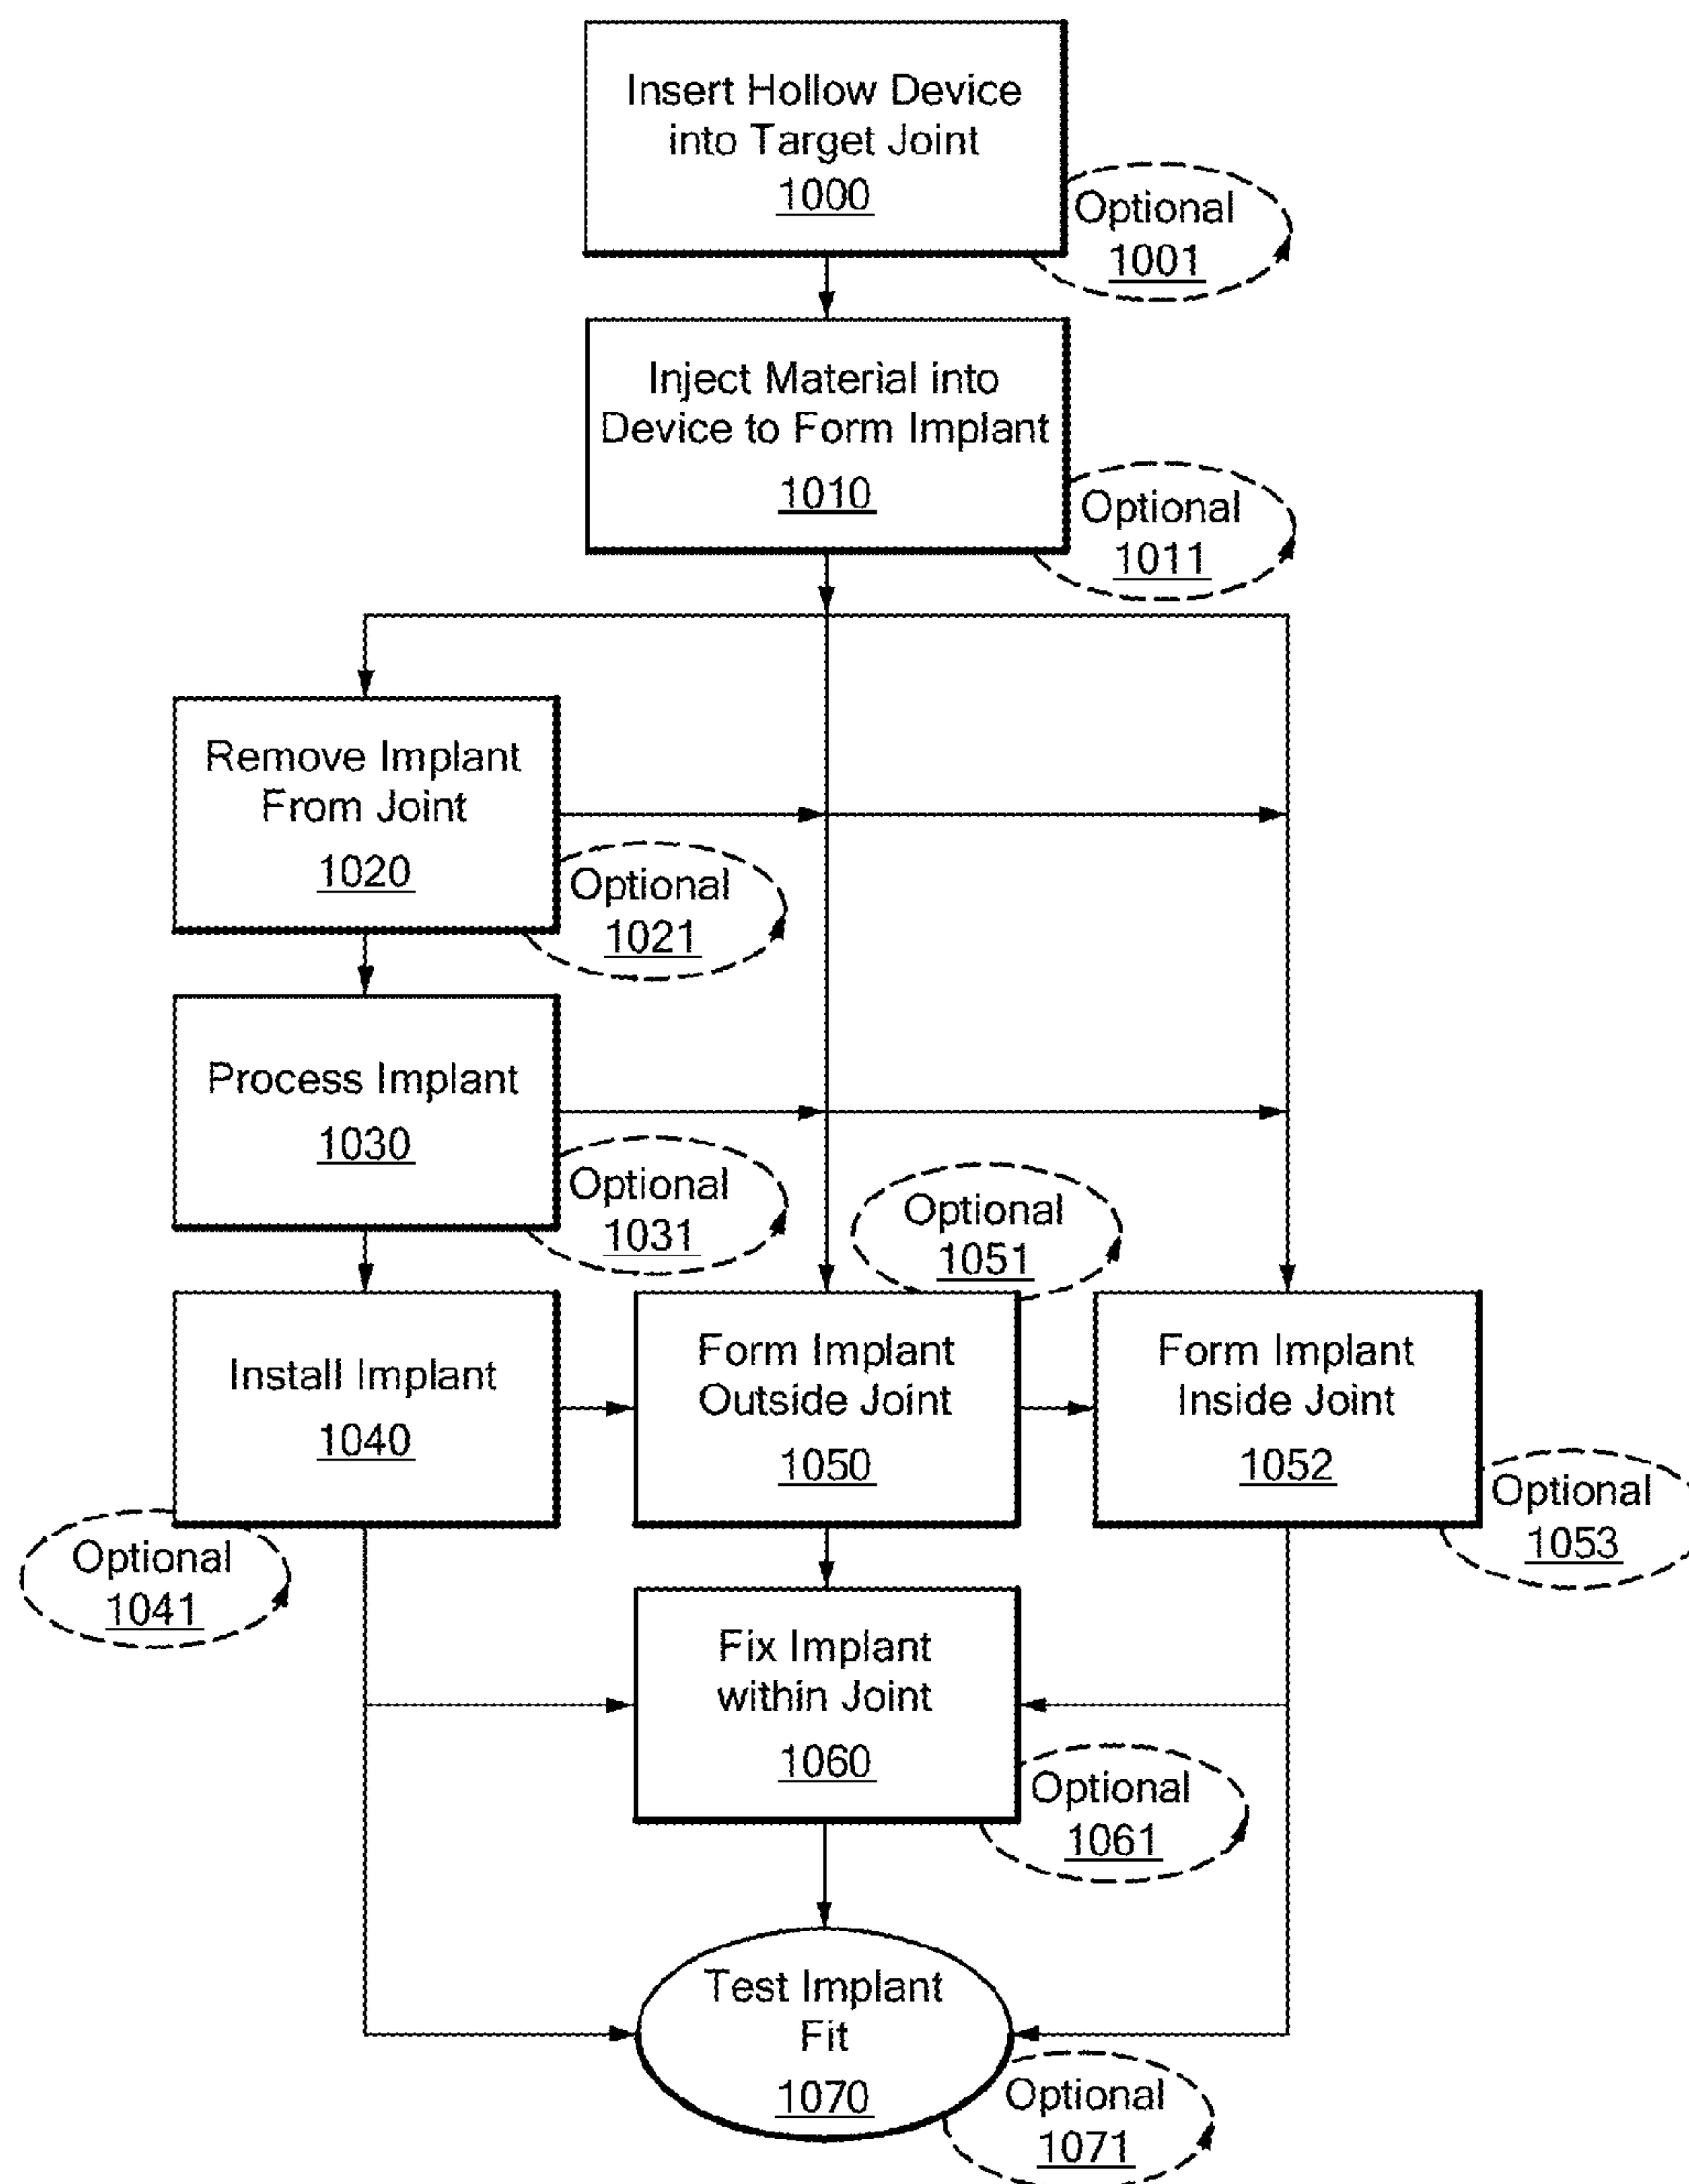 Insert Hollow Device
into Target Joint
1000
Optional
1001
Inject Material into
Device to Form Implant
1010
Optional
1011
Remove Implant
From Joint
1020
Optional
1021
Process Implant
1030
Optional
1031
Install Implant
1040
Optional
1041
Optional
1051
Form Implant
Outside Joint
1050
Form Implant
Inside Joint
1052
Optional
1053
Fix Implant
within Joint
1060
Optional
1061
Test Implant
Fit
1070
Optional
1071